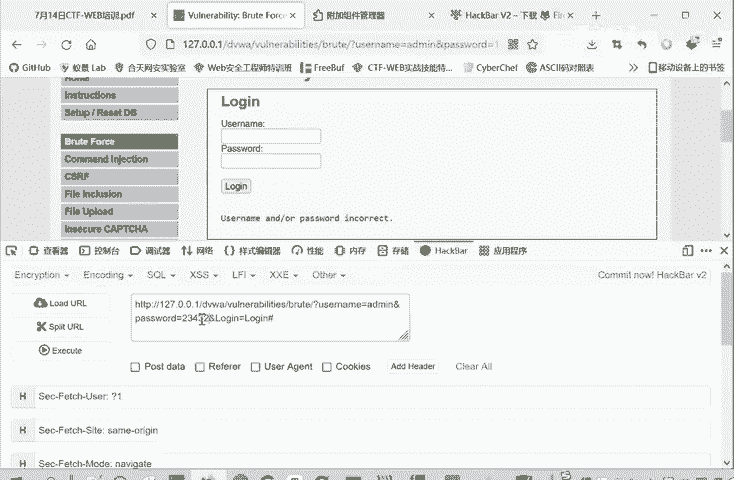 7月14日CTF-WEB培训.pdf
Vulnerability: Brute Force
附加组件管理器
HackBar V2 – 下载
127.0.0.1/dvwa/vulnerabilities/brute/?username=admin&password=
GitHub
蚁景 Lab
合天网安实验室
Web安全工程师特训班
FreeBuf
CTF-WEB实战技能特...
CyberChef
ASCII码对照表
移动设备上的书签
Home
Instructions
Setup / Reset DB
Brute Force
Command Injection
CSRF
File Inclusion
File Upload
Insecure CAPTCHA
Login
Username:
Password:
Login
Username and/or password incorrect.
查看器
控制台
调试器
网络
样式编辑器
性能
内存
存储
HackBar
应用程序
Encryption
Encoding
SQL
XSS
LFI
XXE
Other
Commit now! HackBar v2
Load URL
Split URL
Execute
http://127.0.0.1/dvwa/vulnerabilities/brute/?username=admin&
password=23432&Login=Login#
Post data
Referer
User Agent
Cookies
Add Header
Clear All
H Sec-Fetch-User: ?1
H Sec-Fetch-Site: same-origin
H Sec-Fetch-Mode: navigate